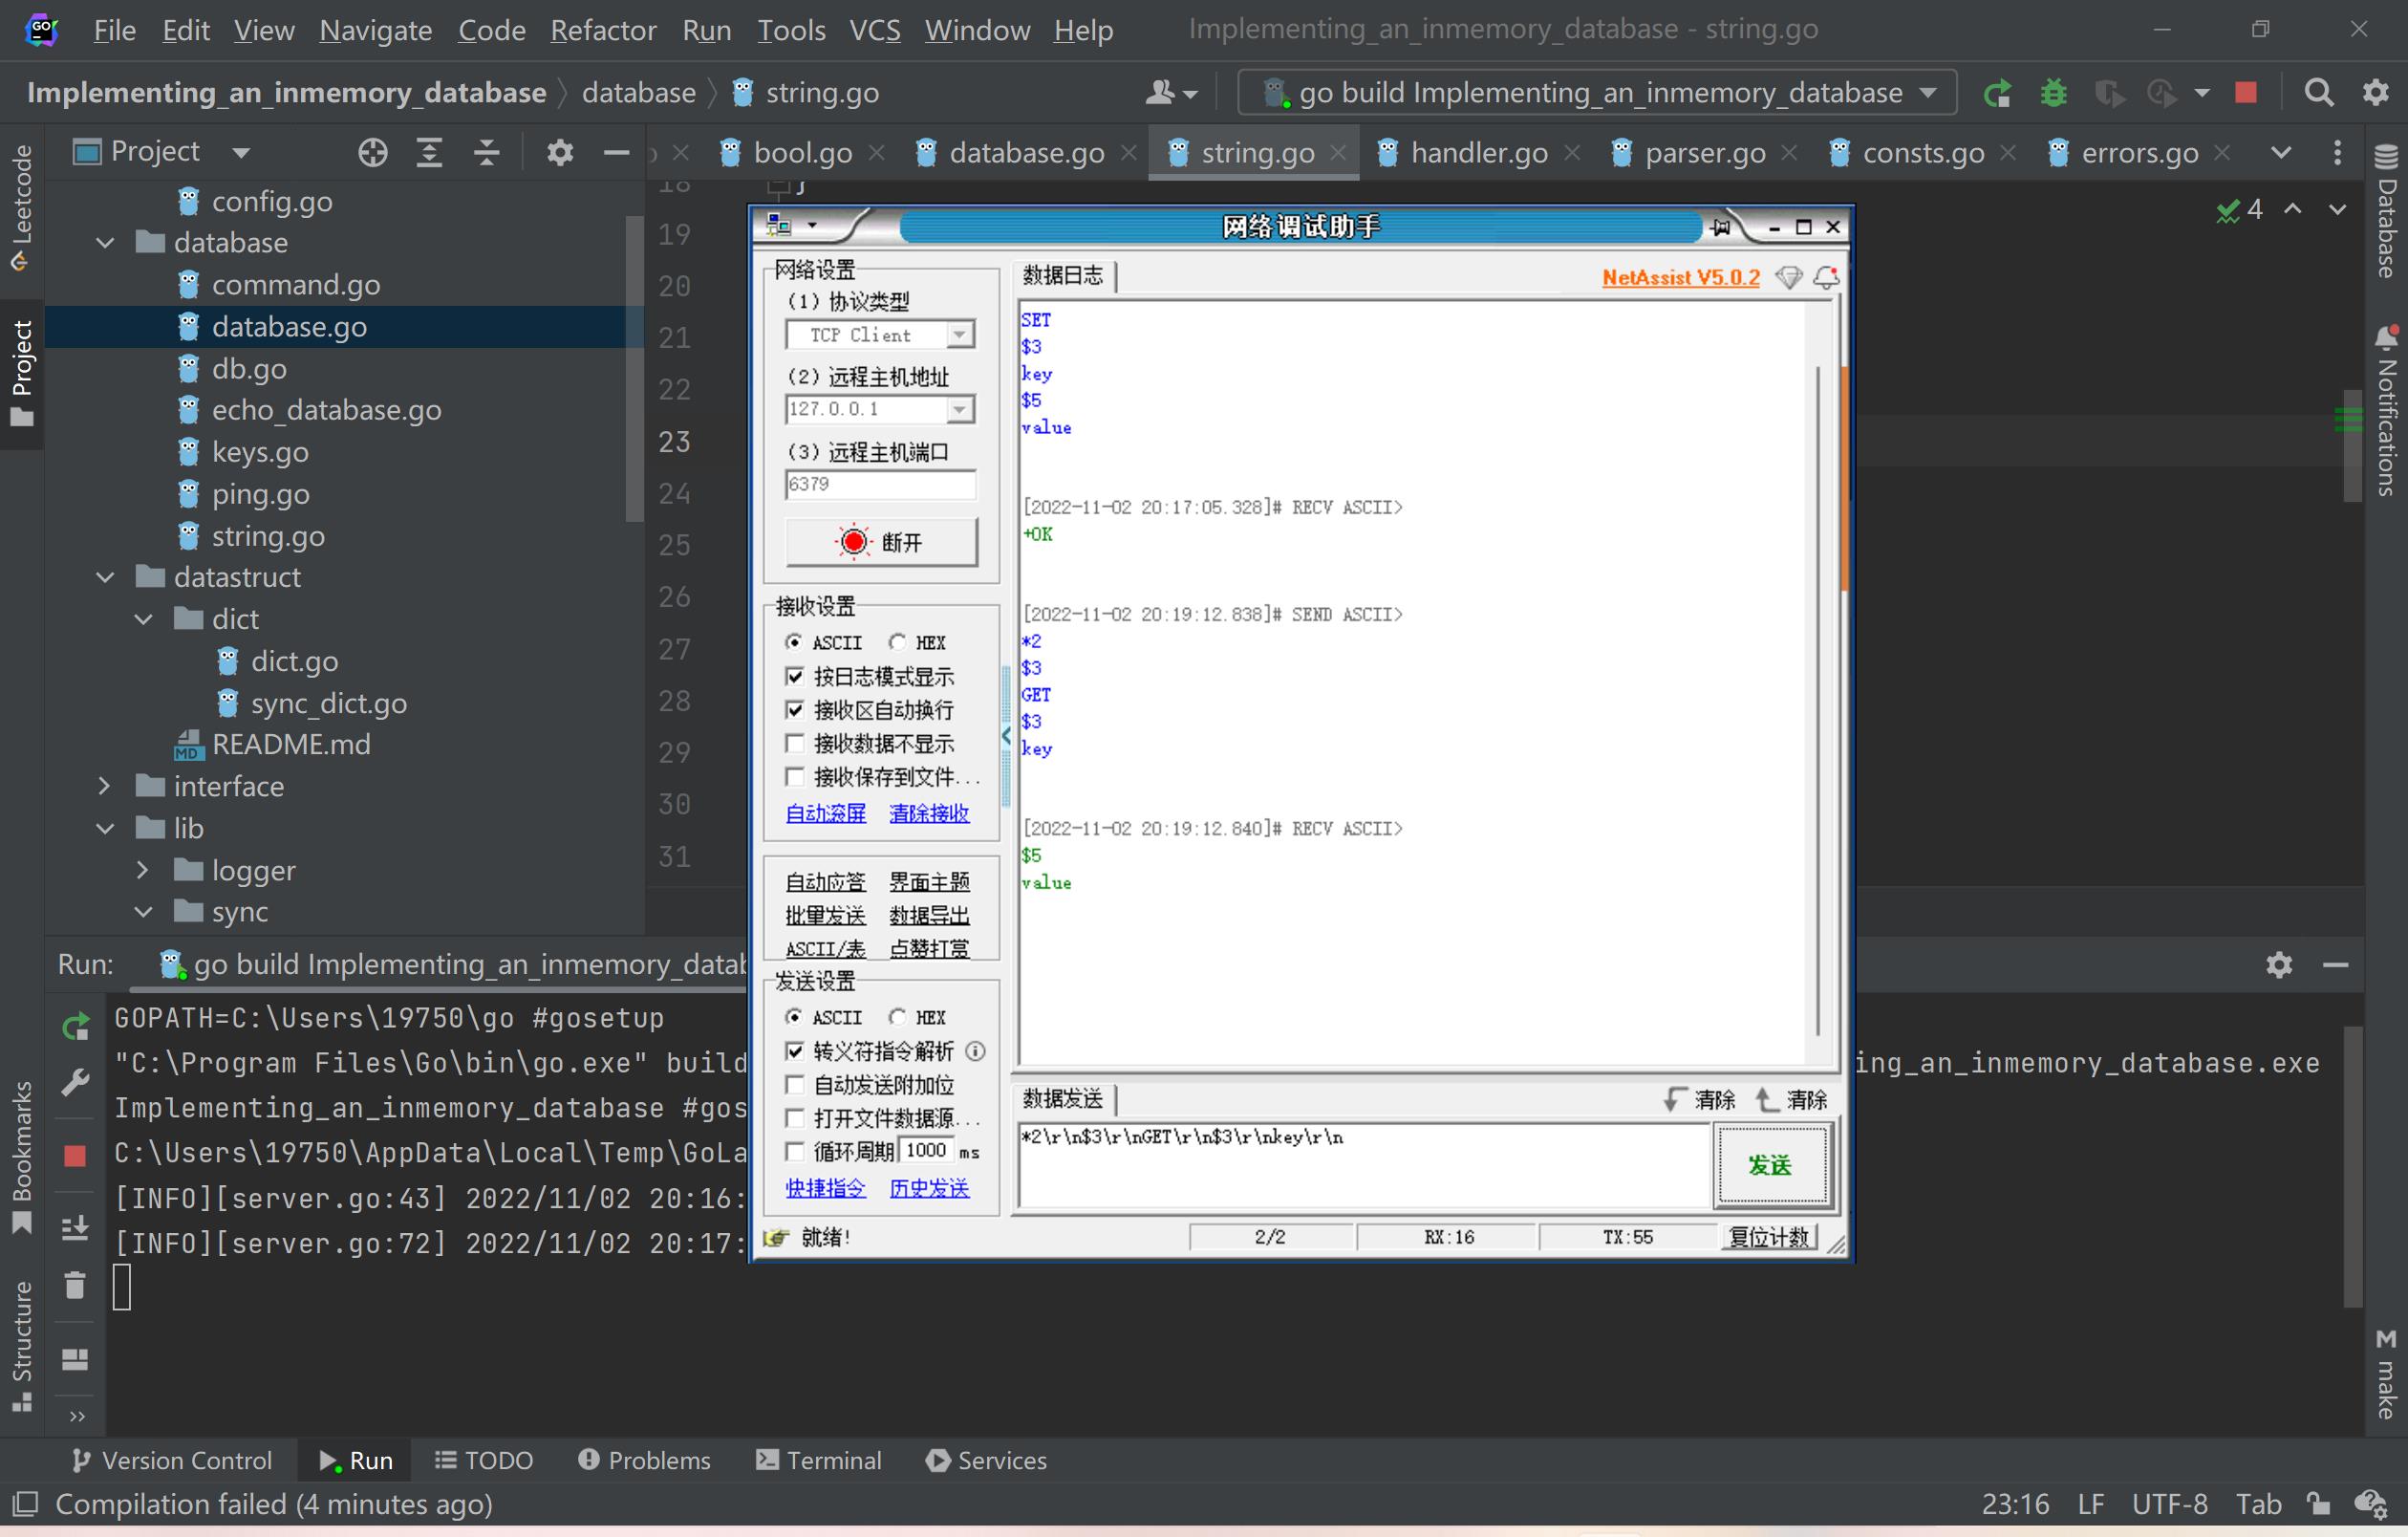 File Edit View Navigate Code Refactor Run Tools VCS Window Help Implementing_an_inmemory_database - string.go
Implementing_an_inmemory_database database string.go go build Implementing_an_inmemory_database
Project
bool.go database.go string.go handler.go parser.go consts.go errors.go
Leetcode
Project
Bookmarks
Structure
config.go
database
command.go
database.go
db.go
echo_database.go
keys.go
ping.go
string.go
datastruct
dict
dict.go
sync_dict.go
README.md
interface
lib
logger
sync
18
19
20
21
22
23
24
25
26
27
28
29
30
31
}
4
Database
Notifications
make
网络调试助手
网络设置
(1) 协议类型
TCP Client
(2) 远程主机地址
127.0.0.1
(3) 远程主机端口
6379
断开
接收设置
ASCII HEX
按日志模式显示
接收区自动换行
接收数据不显示
接收保存到文件...
自动滚屏 清除接收
自动应答 界面主题
批量发送 数据导出
ASCII/表 点赞打赏
发送设置
ASCII HEX
转义符指令解析
自动发送附加位
打开文件数据源...
循环周期 1000 ms
快捷指令 历史发送
数据日志 NetAssist V5.0.2
SET
$3
key
$5
value
[2022-11-02 20:17:05.328]# RECV ASCII>
+OK
[2022-11-02 20:19:12.838]# SEND ASCII>
*2
$3
GET
$3
key
[2022-11-02 20:19:12.840]# RECV ASCII>
$5
value
数据发送 清除 清除
*2\r\n$3\r\nGET\r\n$3\r\nkey\r\n
发送
就绪! 2/2 RX:16 TX:55 复位计数
Run: go build Implementing_an_inmemory_datab
GOPATH=C:\Users\19750\go #gosetup
"C:\Program Files\Go\bin\go.exe" build ing_an_inmemory_database.exe
Implementing_an_inmemory_database #gos
C:\Users\19750\AppData\Local\Temp\GoLa
[INFO][server.go:43] 2022/11/02 20:16:
[INFO][server.go:72] 2022/11/02 20:17:
Version Control Run TODO Problems Terminal Services
Compilation failed (4 minutes ago) 23:16 LF UTF-8 Tab